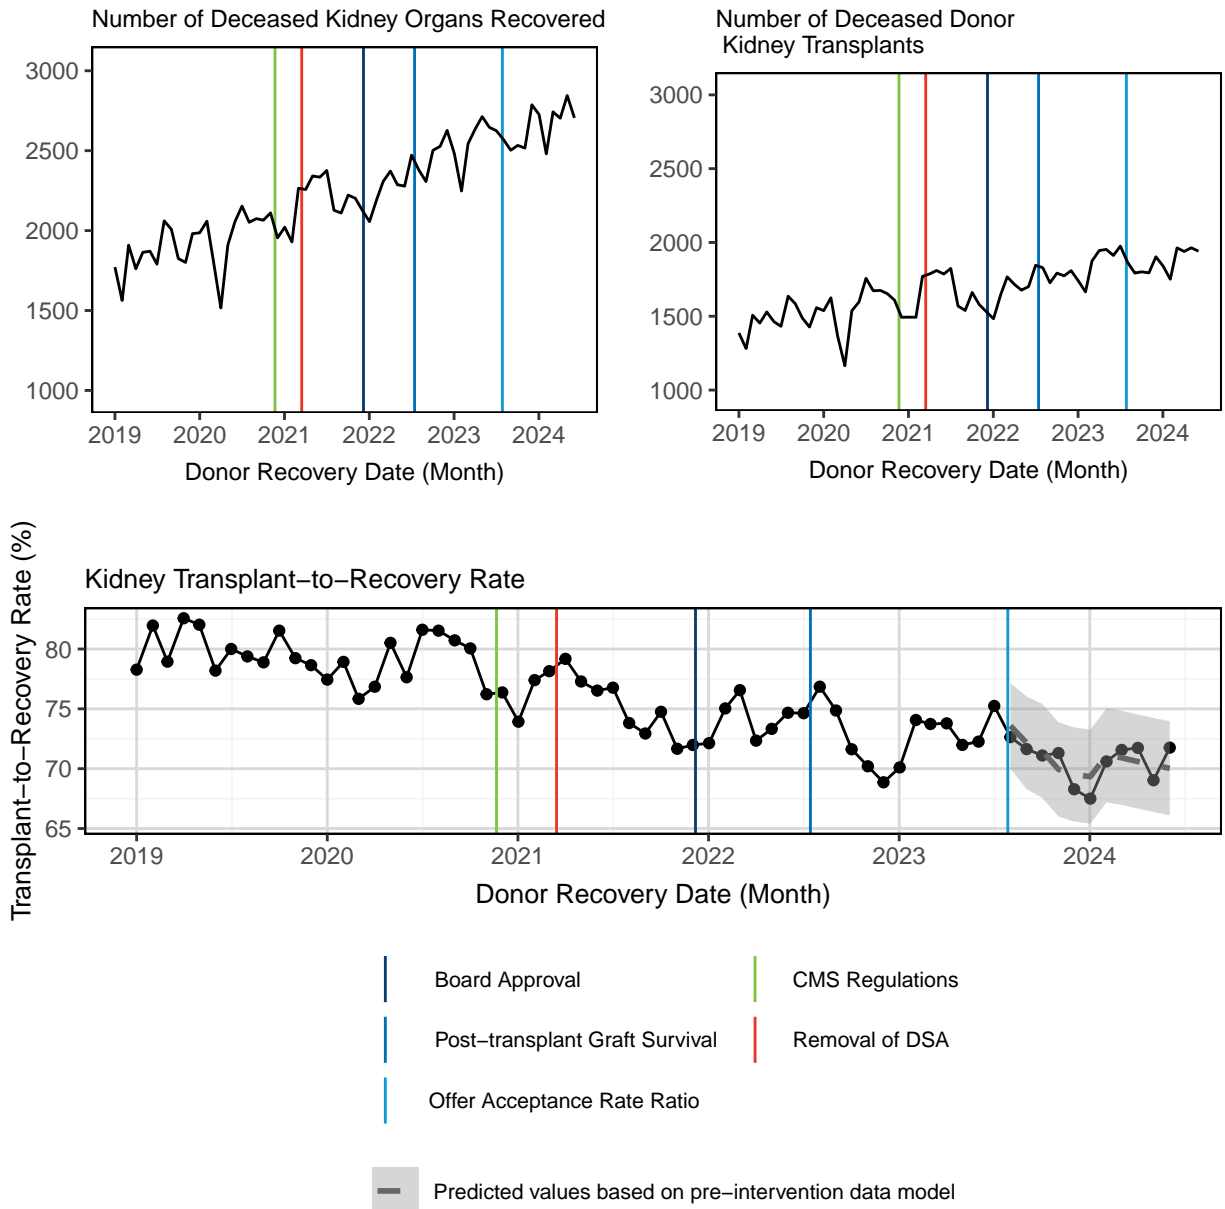 Number of Deceased Kidney Organs Recovered
3000
2500
2000
1500
1000
2019 2020 2021 2022 2023 2024
Donor Recovery Date (Month)
Number of Deceased Donor
Kidney Transplants
3000
2500
2000
1500
1000
2019 2020 2021 2022 2023 2024
Donor Recovery Date (Month)
Kidney Transplant−to−Recovery Rate
Transplant−to−Recovery Rate (%)
80
75
70
65
2019 2020 2021 2022 2023 2024
Donor Recovery Date (Month)
Board Approval
CMS Regulations
Post−transplant Graft Survival
Removal of DSA
Offer Acceptance Rate Ratio
Predicted values based on pre−intervention data model